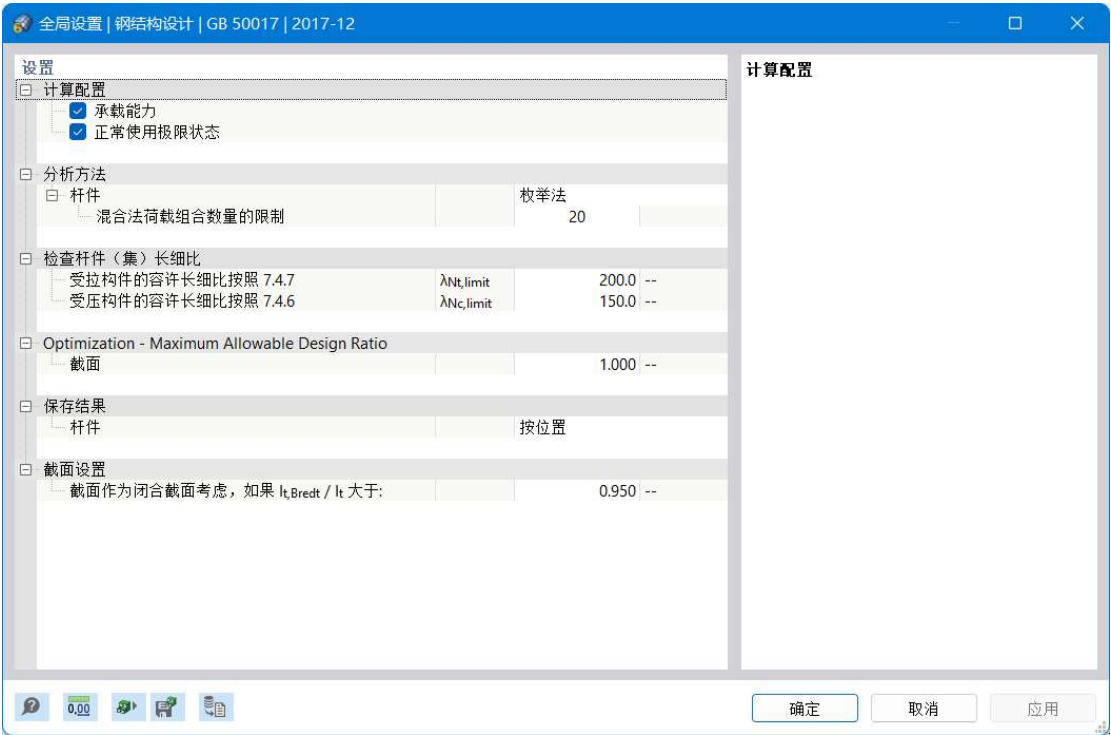 全局设置 | 钢结构设计 | GB 50017 | 2017-12
设置
计算配置
承载能力
正常使用极限状态
分析方法
杆件 枚举法
混合法荷载组合数量的限制 20
检查杆件（集）长细比
受拉构件的容许长细比按照 7.4.7 λNt,limit 200.0 --
受压构件的容许长细比按照 7.4.6 λNc,limit 150.0 --
Optimization - Maximum Allowable Design Ratio
截面 1.000 --
保存结果
杆件 按位置
截面设置
截面作为闭合截面考虑，如果 It,Bredt / It 大于: 0.950 --
计算配置
0,00
确定 取消 应用